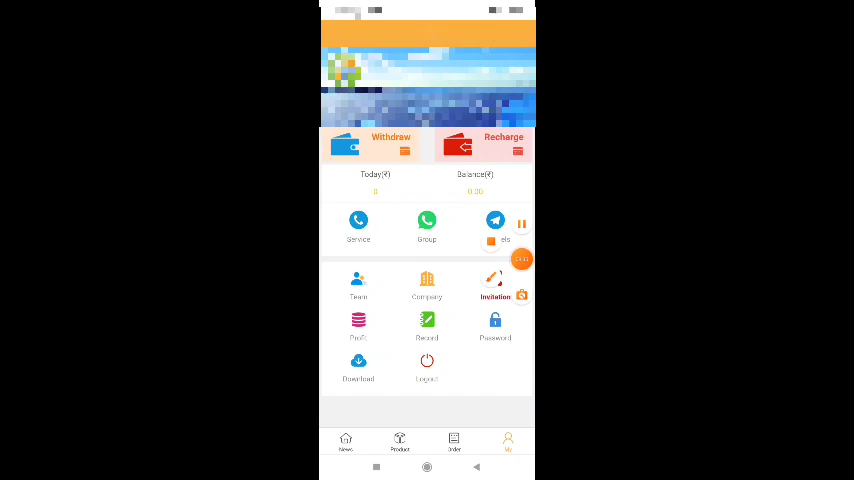 Withdraw
Recharge
Today(₹)
Balance(₹)
0
0.00
Service
Group
els
Team
Company
Invitation
Profit
Record
Password
Download
Logout
News
Product
Order
My